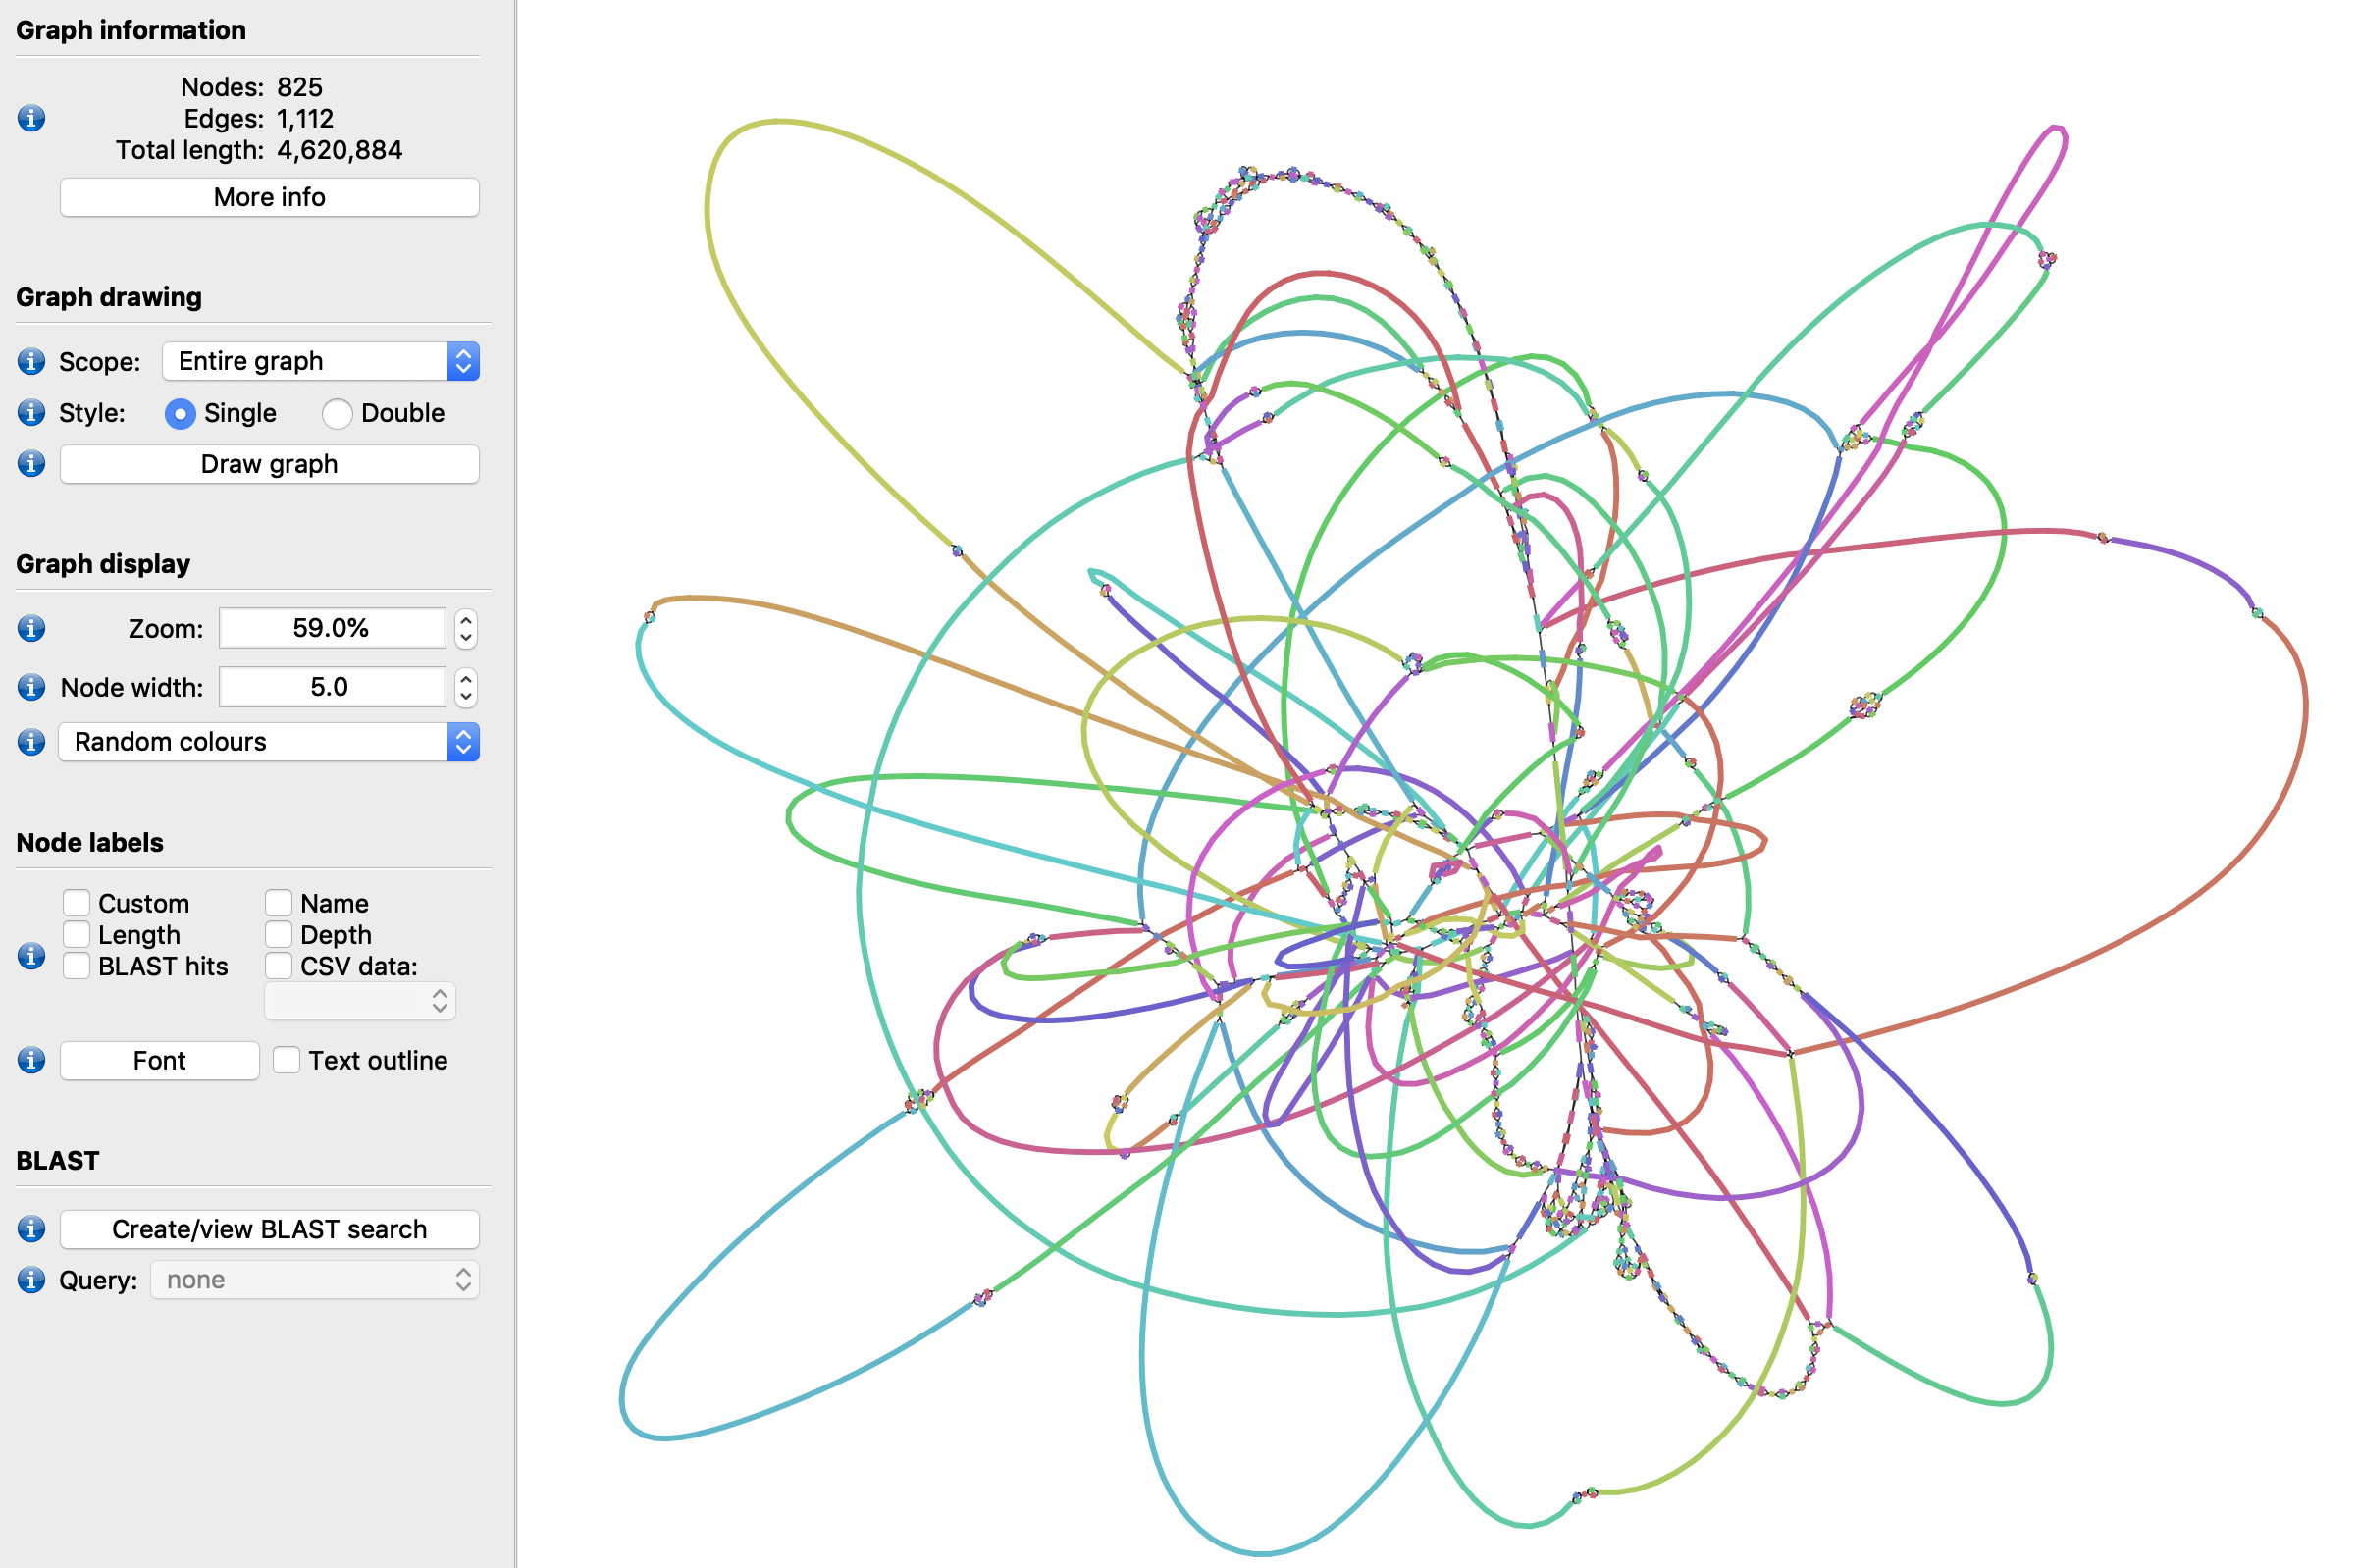 Graph information
Nodes: 825
Edges: 1,112
Total length: 4,620,884
More info
Graph drawing
Scope: Entire graph
Style: Single Double
Draw graph
Graph display
Zoom: 59.0%
Node width: 5.0
Random colours
Node labels
Custom Name
Length Depth
BLAST hits CSV data:
Font Text outline
BLAST
Create/view BLAST search
Query: none